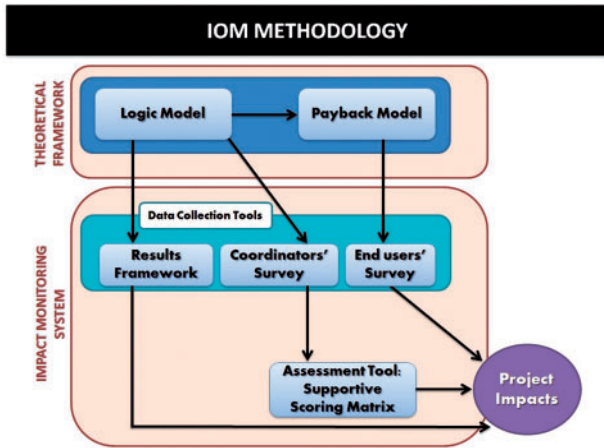 IOM METHODOLOGY
THEORETICAL
FRAMEWORK
Logic Model
Payback Model
IMPACT MONITORING
SYSTEM
Data Collection Tools
Results
Framework
Coordinators'
Survey
End users'
Survey
Assessment Tool:
Supportive
Scoring Matrix
Project
Impacts